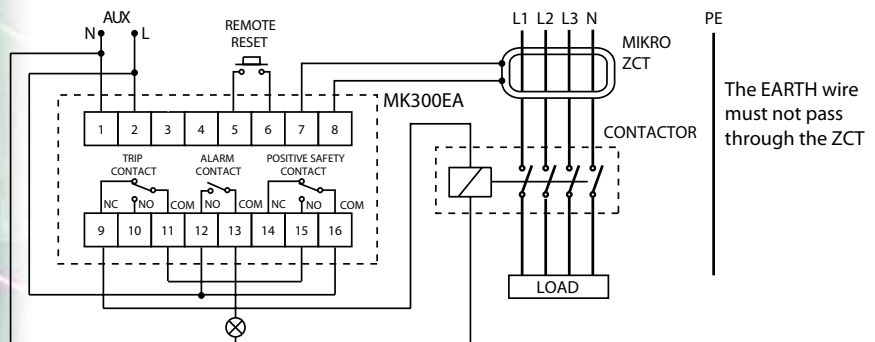 AUX
N L
REMOTE
RESET
L1 L2 L3 N PE
MIKRO
ZCT
MK300EA
The EARTH wire
must not pass
through the ZCT
CONTACTOR
1 2 3 4 5 6 7 8
TRIP
CONTACT
ALARM
CONTACT
POSITIVE SAFETY
CONTACT
NC NO COM NO COM NC NO COM
9 10 11 12 13 14 15 16
LOAD